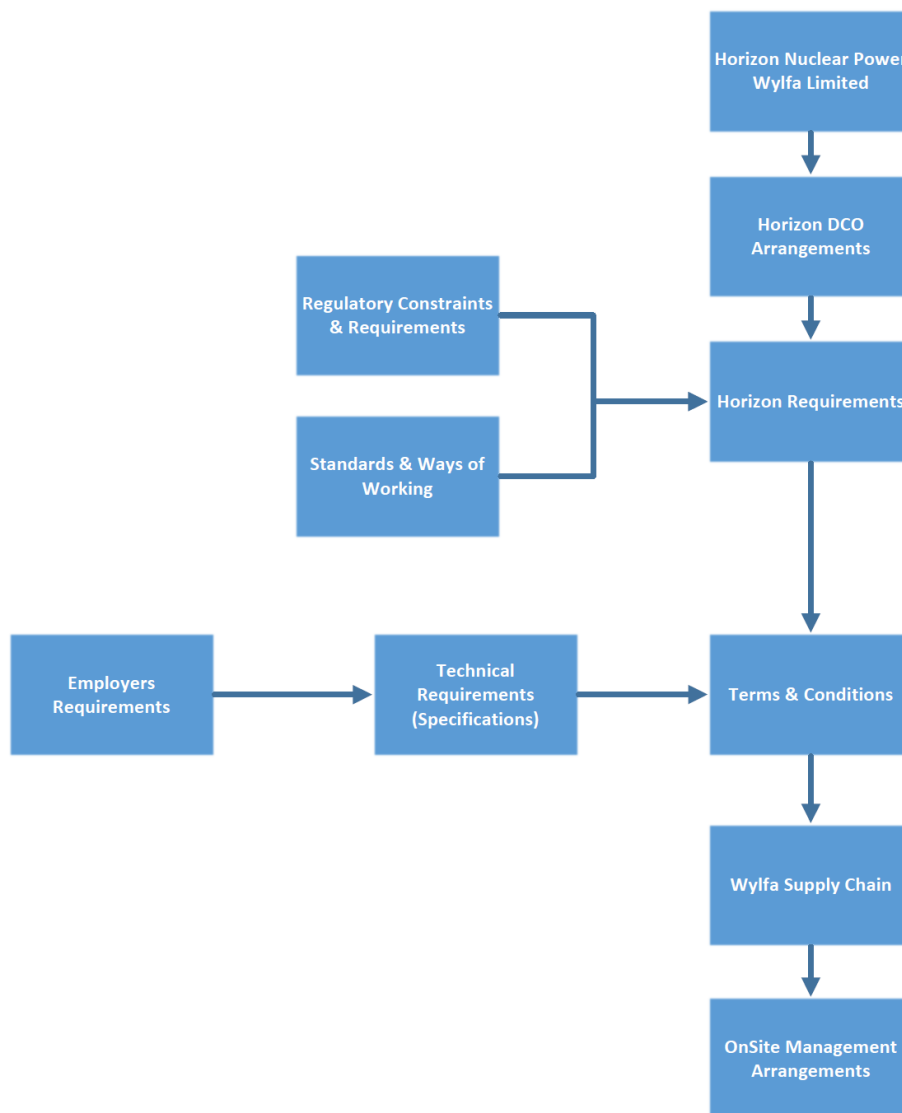 Horizon Nuclear Power
Wylfa Limited
Horizon DCO
Arrangements
Regulatory Constraints
& Requirements
Horizon Requirements
Standards & Ways of
Working
Employers
Requirements
Technical
Requirements
(Specifications)
Terms & Conditions
Wylfa Supply Chain
OnSite Management
Arrangements